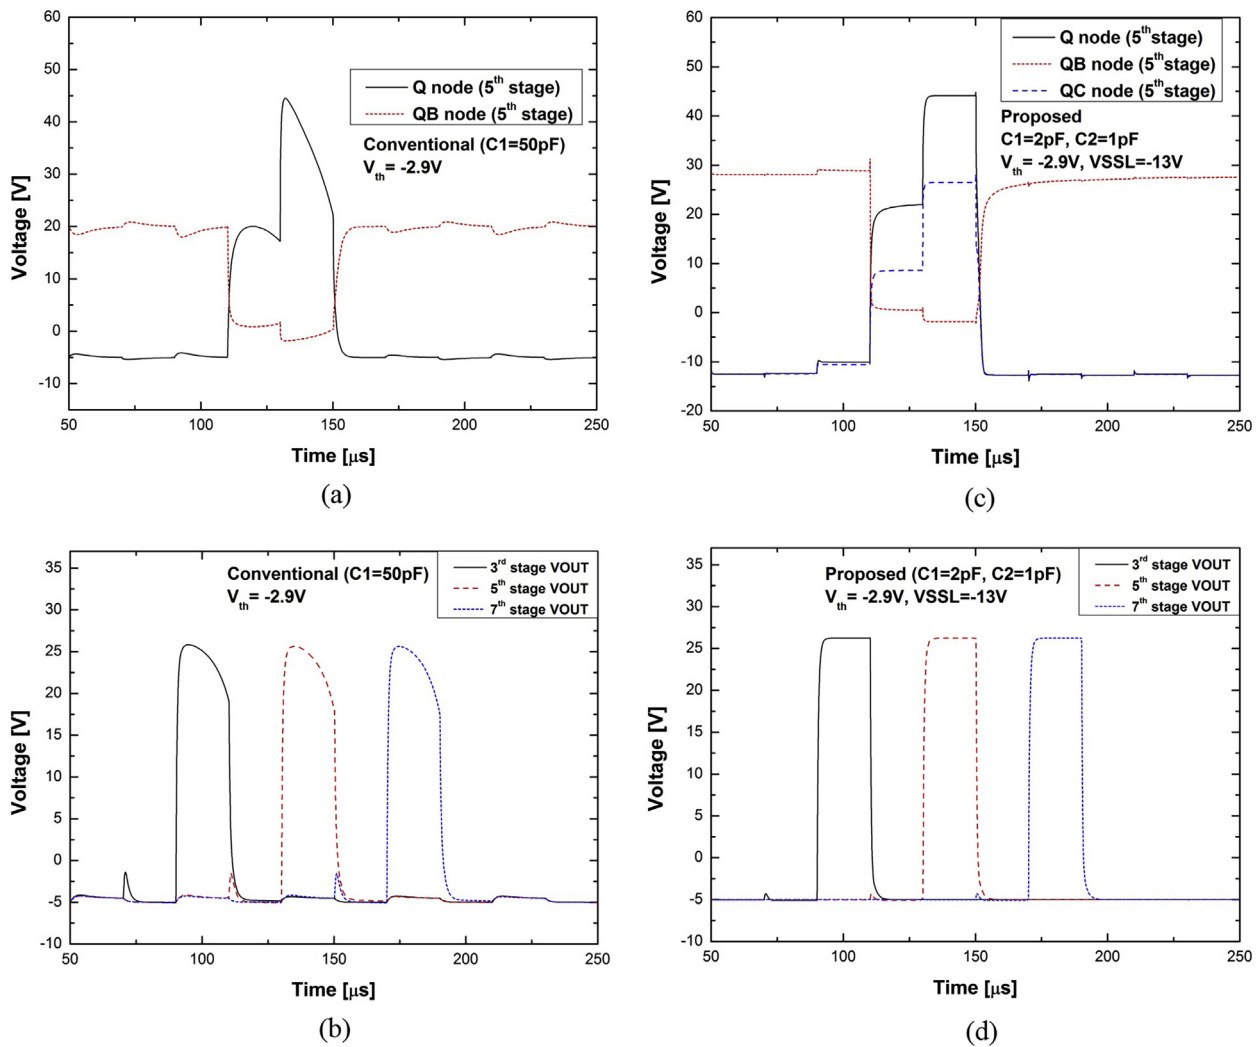 60
50
40
30
20
10
0
-10
50
100
150
200
250
Voltage [V]
Time [μs]
Q node (5th stage)
QB node (5th stage)
Conventional (C1=50pF)
Vth= -2.9V
(a)
60
50
40
30
20
10
0
-10
-20
50
100
150
200
250
Voltage [V]
Time [μs]
Q node (5th stage)
QB node (5th stage)
QC node (5th stage)
Proposed
C1=2pF, C2=1pF
Vth= -2.9V, VSSL=-13V
(c)
35
30
25
20
15
10
5
0
-5
-10
50
100
150
200
250
Voltage [V]
Time [μs]
Conventional (C1=50pF)
Vth= -2.9V
3rd stage VOUT
5th stage VOUT
7th stage VOUT
(b)
35
30
25
20
15
10
5
0
-5
-10
50
100
150
200
250
Voltage [V]
Time [μs]
Proposed (C1=2pF, C2=1pF)
Vth= -2.9V, VSSL=-13V
3rd stage VOUT
5th stage VOUT
7th stage VOUT
(d)